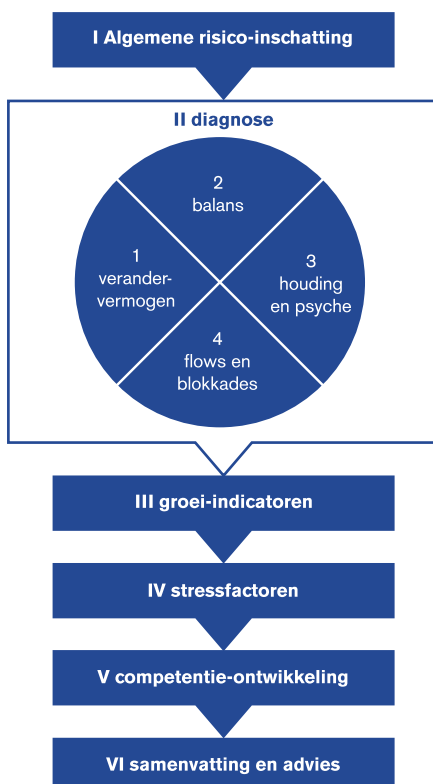 I Algemene risico-inschatting
II diagnose
2
balans
1
verander-
vermogen
3
houding
en psyche
4
flows en
blokkades
III groei-indicatoren
IV stressfactoren
V competentie-ontwikkeling
VI samenvatting en advies